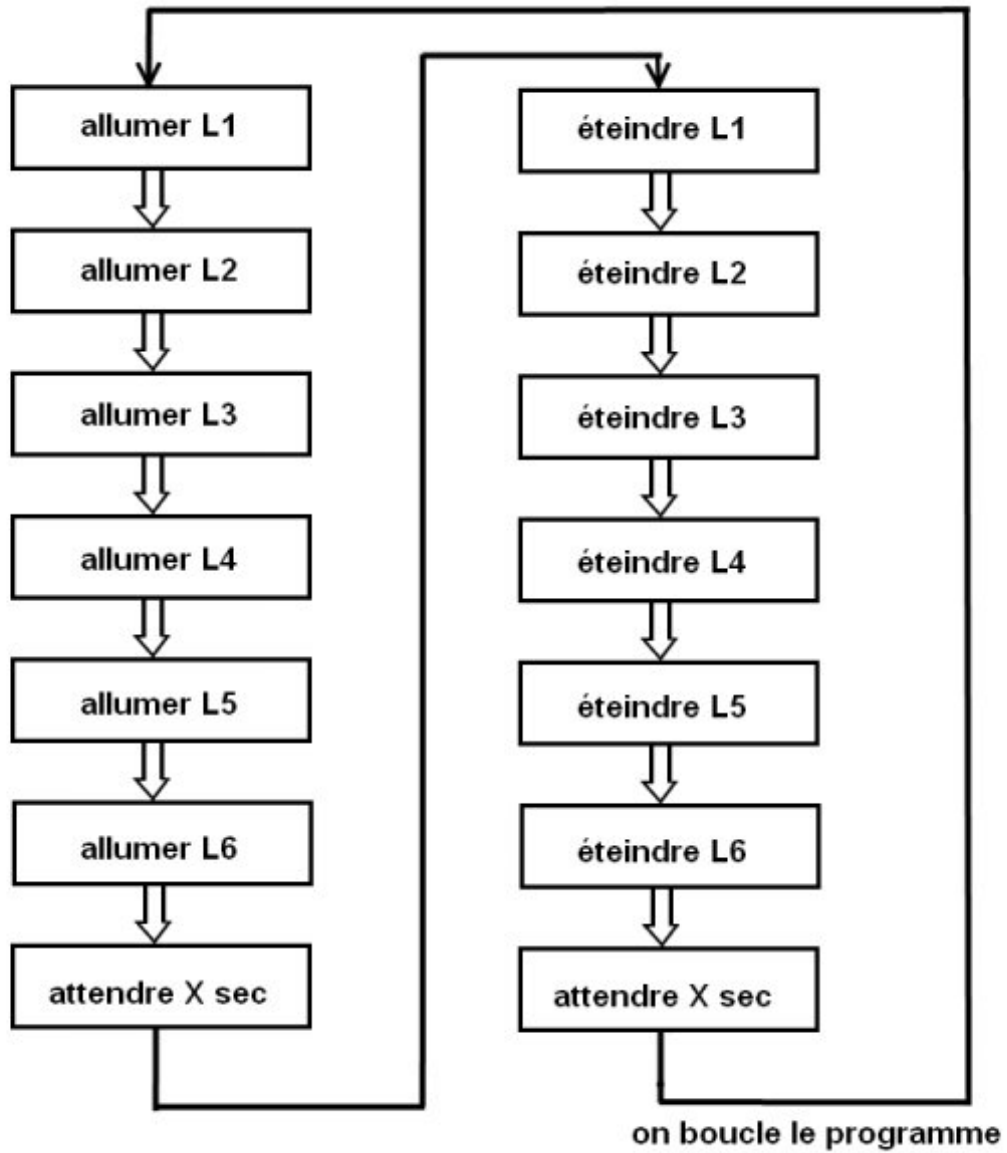 allumer L1
allumer L2
allumer L3
allumer L4
allumer L5
allumer L6
attendre X sec
éteindre L1
éteindre L2
éteindre L3
éteindre L4
éteindre L5
éteindre L6
attendre X sec
on boucle le programme